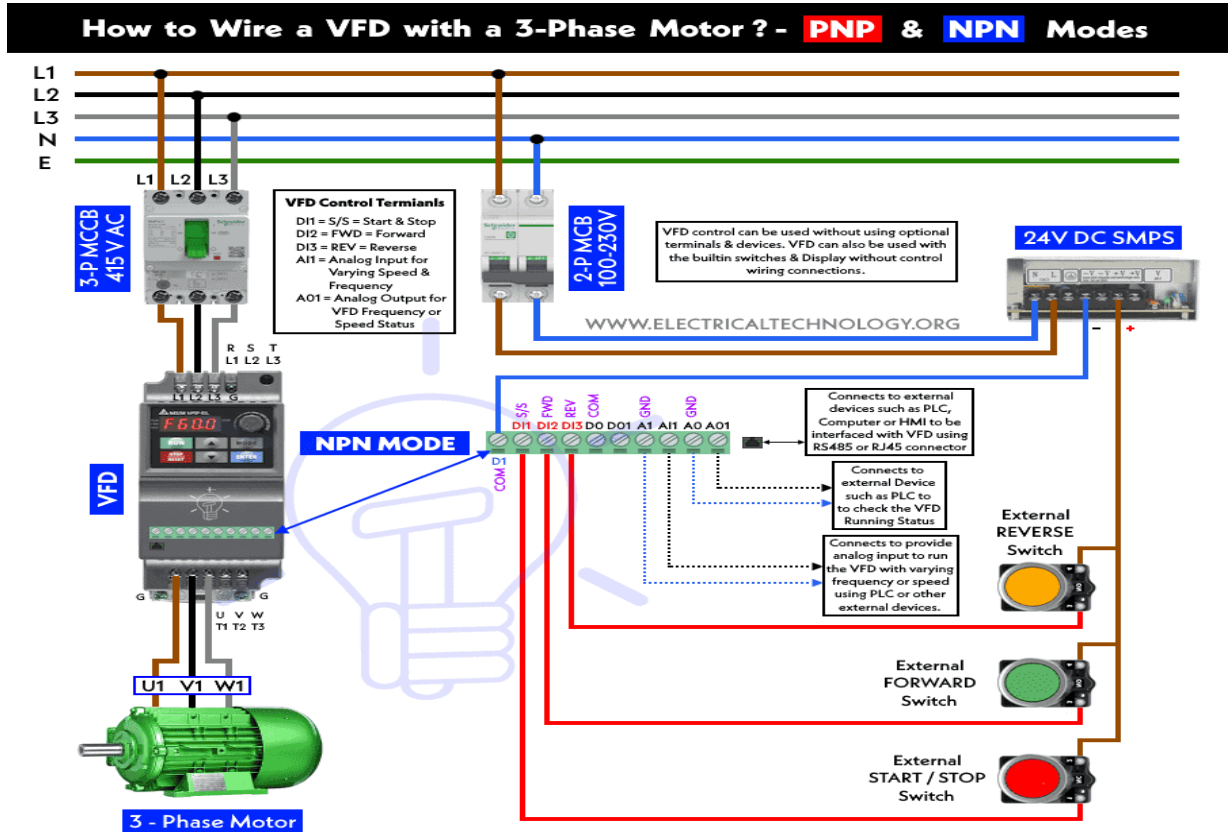 How to Wire a VFD with a 3-Phase Motor ? - PNP & NPN Modes
L1
L2
L3
N
E
L1 L2 L3
3-P MCCB
415 V AC
VFD Control Termianls
DI1 = S/S = Start & Stop
DI2 = FWD = Forward
DI3 = REV = Reverse
AI1 = Analog Input for
Varying Speed &
Frequency
A01 = Analog Output for
VFD Frequency or
Speed Status
2-P MCB
100-230V
VFD control can be used without using optional
terminals & devices. VFD can also be used with
the builtin switches & Display without control
wiring connections.
24V DC SMPS
N L -V -V +V +V
- +
WWW.ELECTRICALTECHNOLOGY.ORG
R S T
L1 L2 L3
L1 L2 L3 G
F60.0
RUN
MODE
STOP
RESET
ENTER
VFD
NPN MODE
S/S FWD REV COM GND GND
DI1 DI2 DI3 D0 D01 A1 AI1 A0 A01
D1
COM
Connects to external
devices such as PLC,
Computer or HMI to be
interfaced with VFD using
RS485 or RJ45 connector
Connects to
external Device
such as PLC to
to check the VFD
Running Status
Connects to provide
analog input to run
the VFD with varying
frequency or speed
using PLC or other
external devices.
External
REVERSE
Switch
External
FORWARD
Switch
External
START / STOP
Switch
G G
U V W
T1 T2 T3
U1 V1 W1
3 - Phase Motor